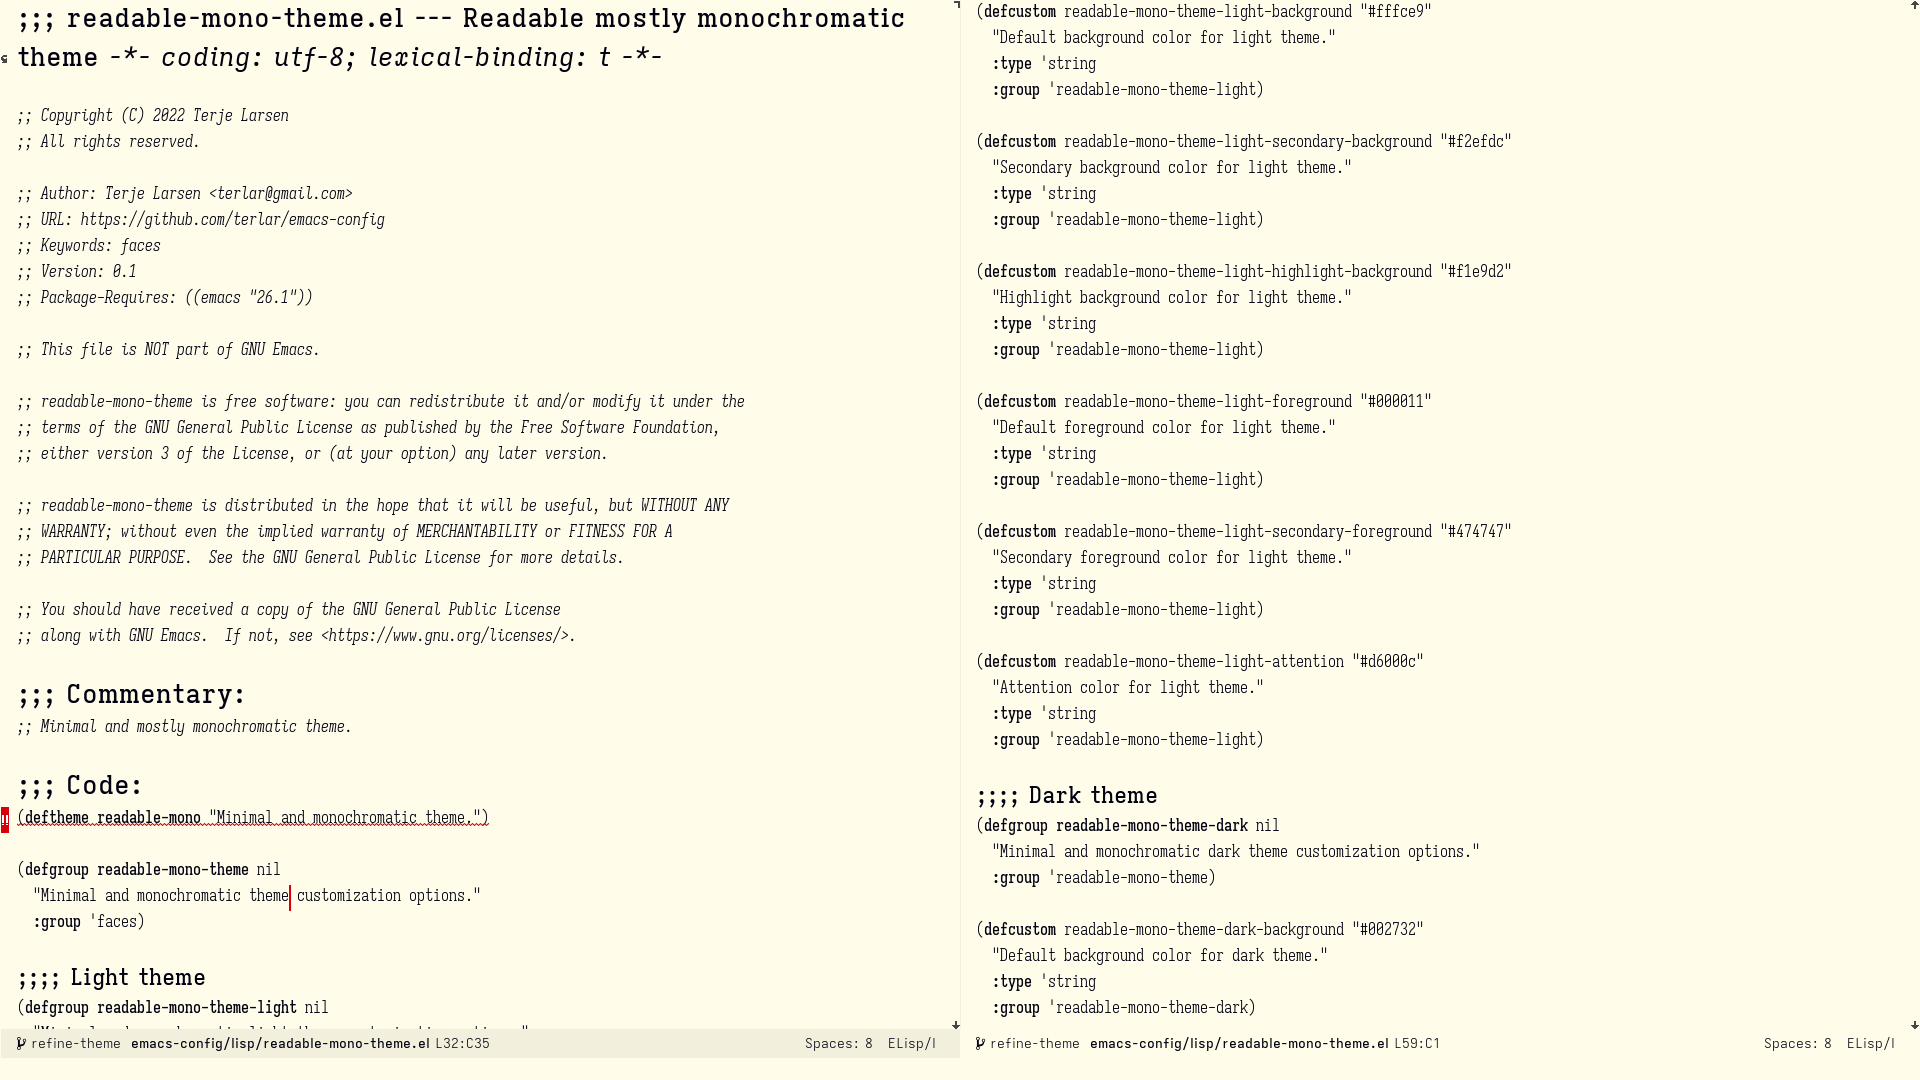 ;;; readable-mono-theme.el --- Readable mostly monochromatic
theme -*- coding: utf-8; lexical-binding: t -*-
;; Copyright (C) 2022 Terje Larsen
;; All rights reserved.
;; Author: Terje Larsen <terlar@gmail.com>
;; URL: https://github.com/terlar/emacs-config
;; Keywords: faces
;; Version: 0.1
;; Package-Requires: ((emacs "26.1"))
;; This file is NOT part of GNU Emacs.
;; readable-mono-theme is free software: you can redistribute it and/or modify it under the
;; terms of the GNU General Public License as published by the Free Software Foundation,
;; either version 3 of the License, or (at your option) any later version.
;; readable-mono-theme is distributed in the hope that it will be useful, but WITHOUT ANY
;; WARRANTY; without even the implied warranty of MERCHANTABILITY or FITNESS FOR A
;; PARTICULAR PURPOSE.  See the GNU General Public License for more details.
;; You should have received a copy of the GNU General Public License
;; along with GNU Emacs.  If not, see <https://www.gnu.org/licenses/>.
;;; Commentary:
;; Minimal and mostly monochromatic theme.
;;; Code:
(deftheme readable-mono "Minimal and monochromatic theme.")
(defgroup readable-mono-theme nil
  "Minimal and monochromatic theme customization options."
  :group 'faces)
;;;; Light theme
(defgroup readable-mono-theme-light nil
refine-theme emacs-config/lisp/readable-mono-theme.el L32:C35 Spaces: 8 ELisp/l
(defcustom readable-mono-theme-light-background "#fffce9"
  "Default background color for light theme."
  :type 'string
  :group 'readable-mono-theme-light)
(defcustom readable-mono-theme-light-secondary-background "#f2efdc"
  "Secondary background color for light theme."
  :type 'string
  :group 'readable-mono-theme-light)
(defcustom readable-mono-theme-light-highlight-background "#f1e9d2"
  "Highlight background color for light theme."
  :type 'string
  :group 'readable-mono-theme-light)
(defcustom readable-mono-theme-light-foreground "#000011"
  "Default foreground color for light theme."
  :type 'string
  :group 'readable-mono-theme-light)
(defcustom readable-mono-theme-light-secondary-foreground "#474747"
  "Secondary foreground color for light theme."
  :type 'string
  :group 'readable-mono-theme-light)
(defcustom readable-mono-theme-light-attention "#d6000c"
  "Attention color for light theme."
  :type 'string
  :group 'readable-mono-theme-light)
;;;; Dark theme
(defgroup readable-mono-theme-dark nil
  "Minimal and monochromatic dark theme customization options."
  :group 'readable-mono-theme)
(defcustom readable-mono-theme-dark-background "#002732"
  "Default background color for dark theme."
  :type 'string
  :group 'readable-mono-theme-dark)
refine-theme emacs-config/lisp/readable-mono-theme.el L59:C1 Spaces: 8 ELisp/l